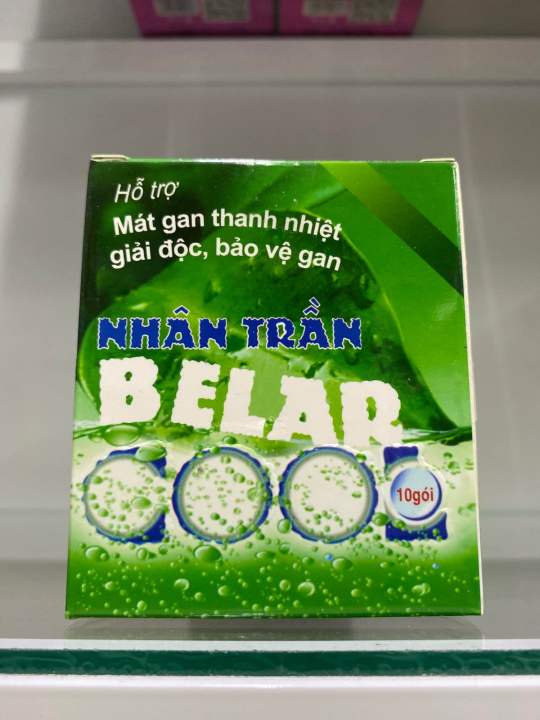 Hỗ trợ
Mát gan thanh nhiệt
giải độc, bảo vệ gan
NHÂN TRẦN
BELAR
COOL
10gói